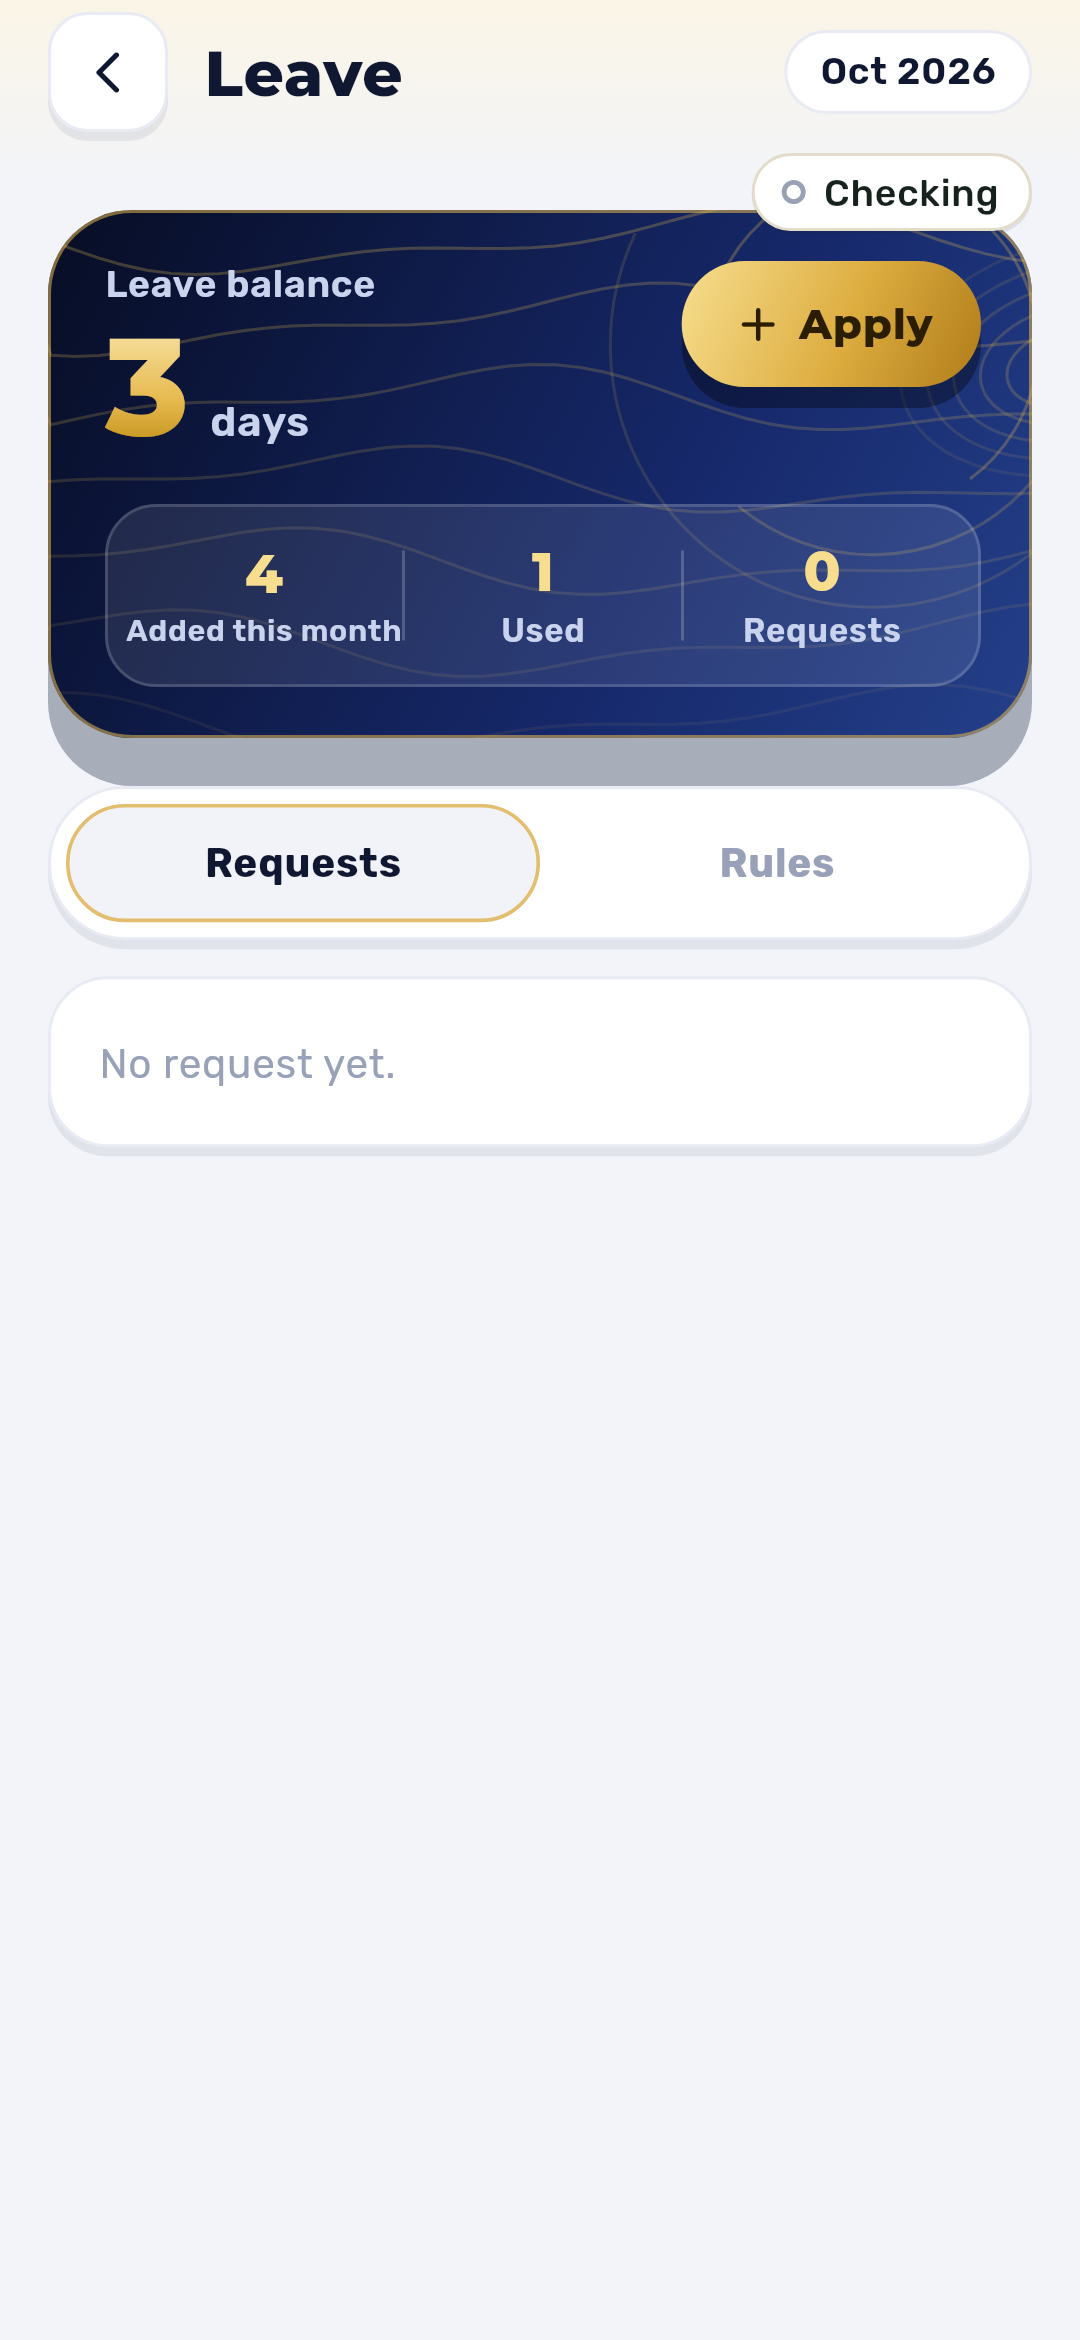 Leave
Oct 2026
Checking
Leave balance
Apply
3 days
4
Added this month
1
Used
0
Requests
Requests
Rules
No request yet.